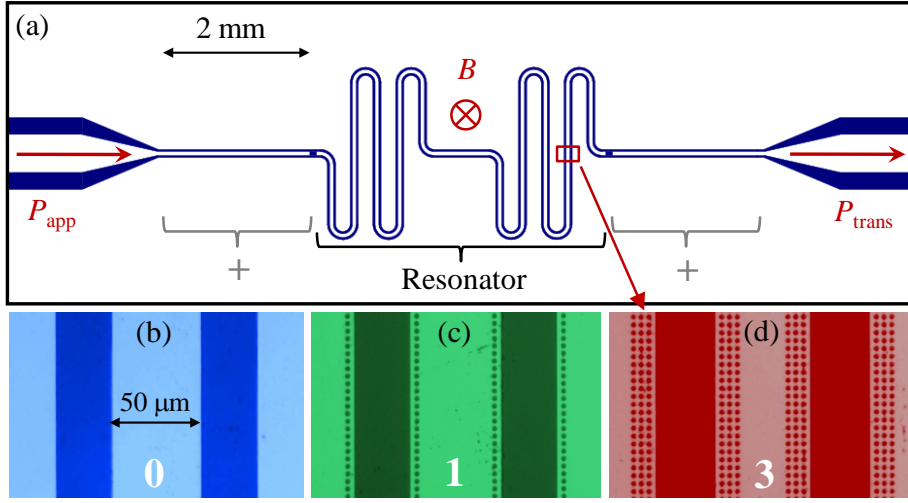 (a)
2 mm
B
P_app
P_trans
+
+
Resonator
(b)
(c)
(d)
50 μm
0
1
3